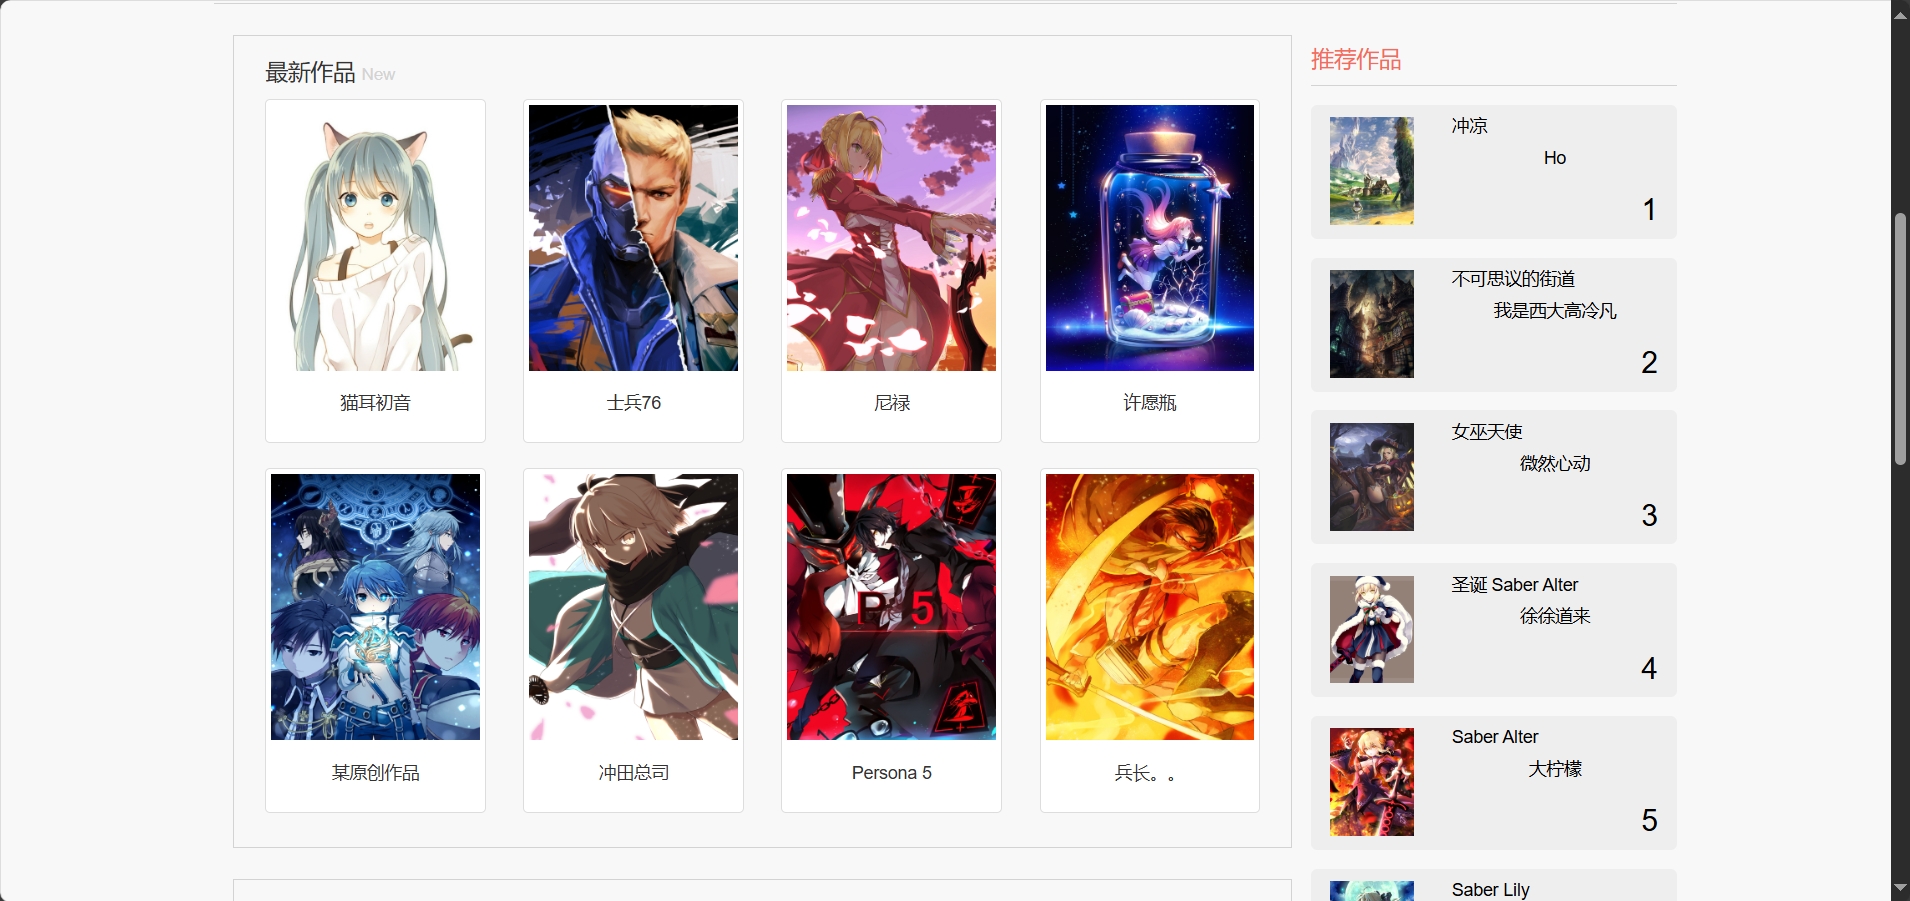 最新作品 New
猫耳初音
士兵76
尼禄
许愿瓶
P 5
某原创作品
冲田总司
Persona 5
兵长。。
推荐作品
冲凉
Ho
1
不可思议的街道
我是西大高冷凡
2
女巫天使
微然心动
3
圣诞 Saber Alter
徐徐道来
4
Saber Alter
大柠檬
5
Saber Lily